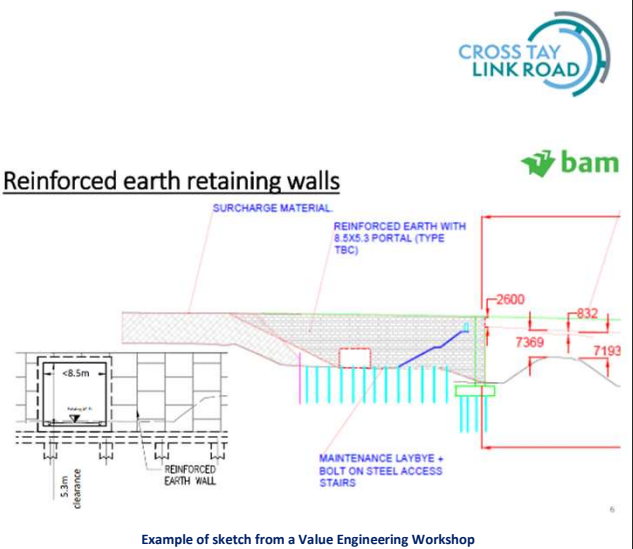 CROSS TAY
LINK ROAD
bam
Reinforced earth retaining walls
SURCHARGE MATERIAL.
REINFORCED EARTH WITH
8.5X5.3 PORTAL (TYPE
TBC)
2600
832
7369
7193
<8.5m
5.3m
clearance
REINFORCED
EARTH WALL
MAINTENANCE LAYBYE +
BOLT ON STEEL ACCESS
STAIRS
6
Example of sketch from a Value Engineering Workshop